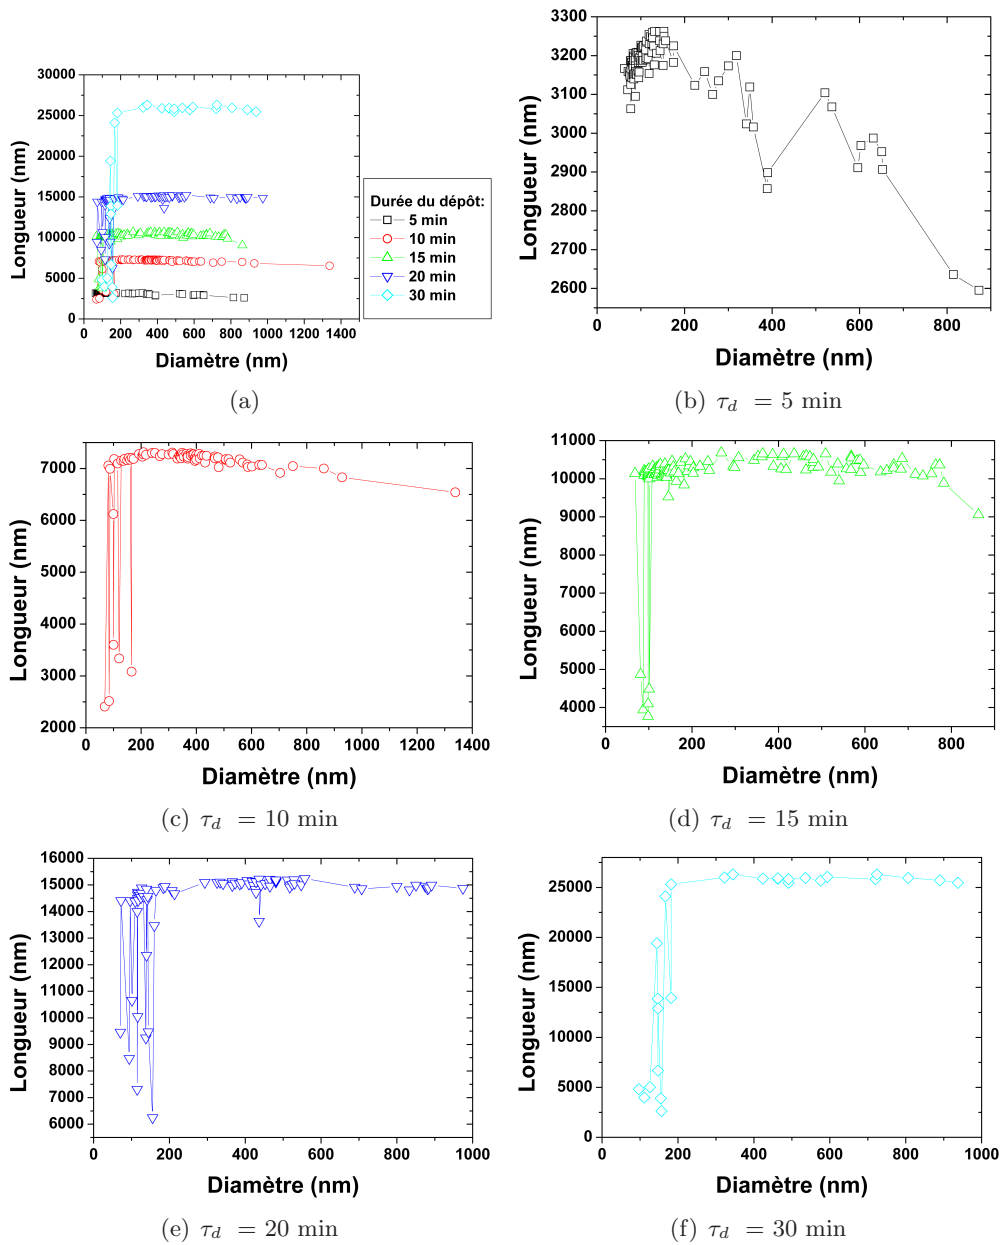 30000
25000
20000
15000
10000
5000
0
Longueur (nm)
0 200 400 600 800 1000 1200 1400
Diamètre (nm)
Durée du dépôt:
5 min
10 min
15 min
20 min
30 min
(a)
3300
3200
3100
3000
2900
2800
2700
2600
Longueur (nm)
0 200 400 600 800
Diamètre (nm)
(b) τd = 5 min
7000
6000
5000
4000
3000
2000
Longueur (nm)
0 200 400 600 800 1000 1200 1400
Diamètre (nm)
(c) τd = 10 min
11000
10000
9000
8000
7000
6000
5000
4000
Longueur (nm)
0 200 400 600 800
Diamètre (nm)
(d) τd = 15 min
16000
15000
14000
13000
12000
11000
10000
9000
8000
7000
6000
Longueur (nm)
0 200 400 600 800 1000
Diamètre (nm)
(e) τd = 20 min
25000
20000
15000
10000
5000
0
Longueur (nm)
0 200 400 600 800 1000
Diamètre (nm)
(f) τd = 30 min